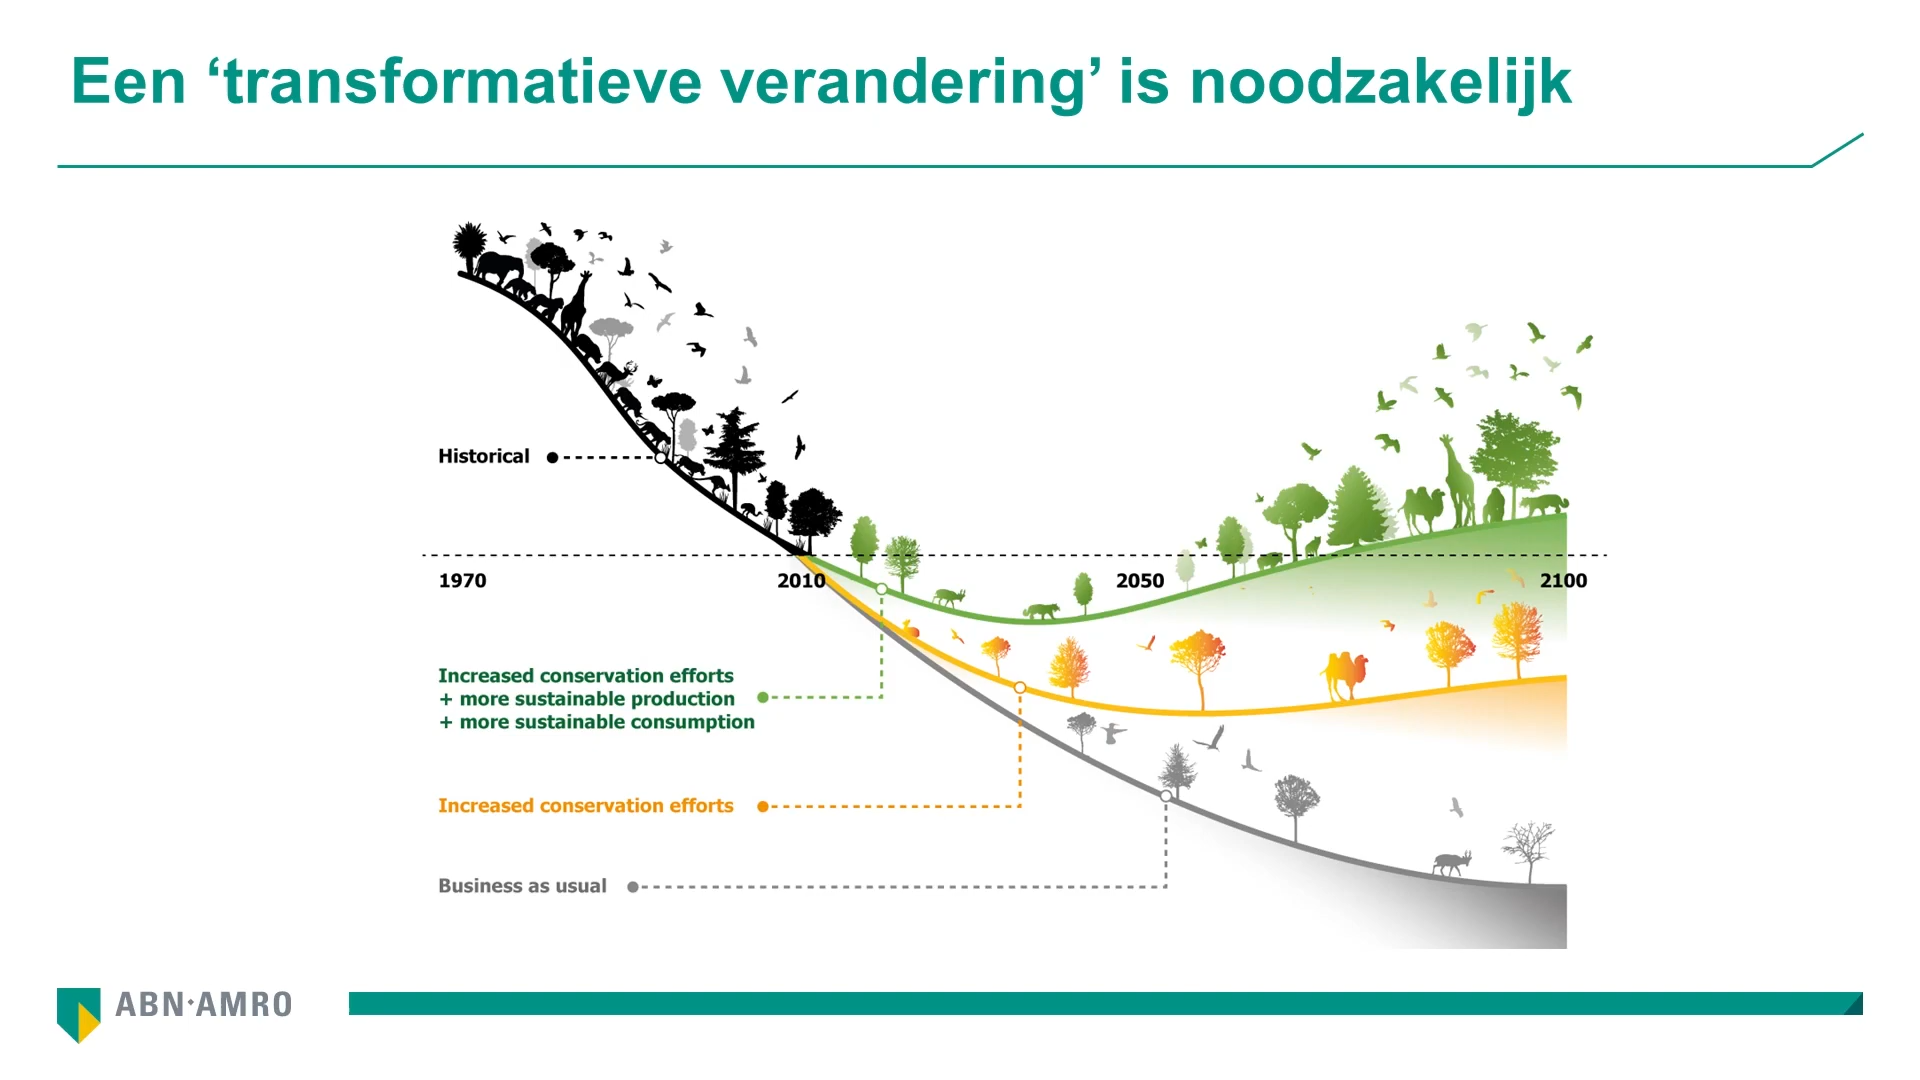 Een ‘transformatieve verandering’ is noodzakelijk
Historical
1970
2010
2050
2100
Increased conservation efforts
+ more sustainable production
+ more sustainable consumption
Increased conservation efforts
Business as usual
ABN·AMRO